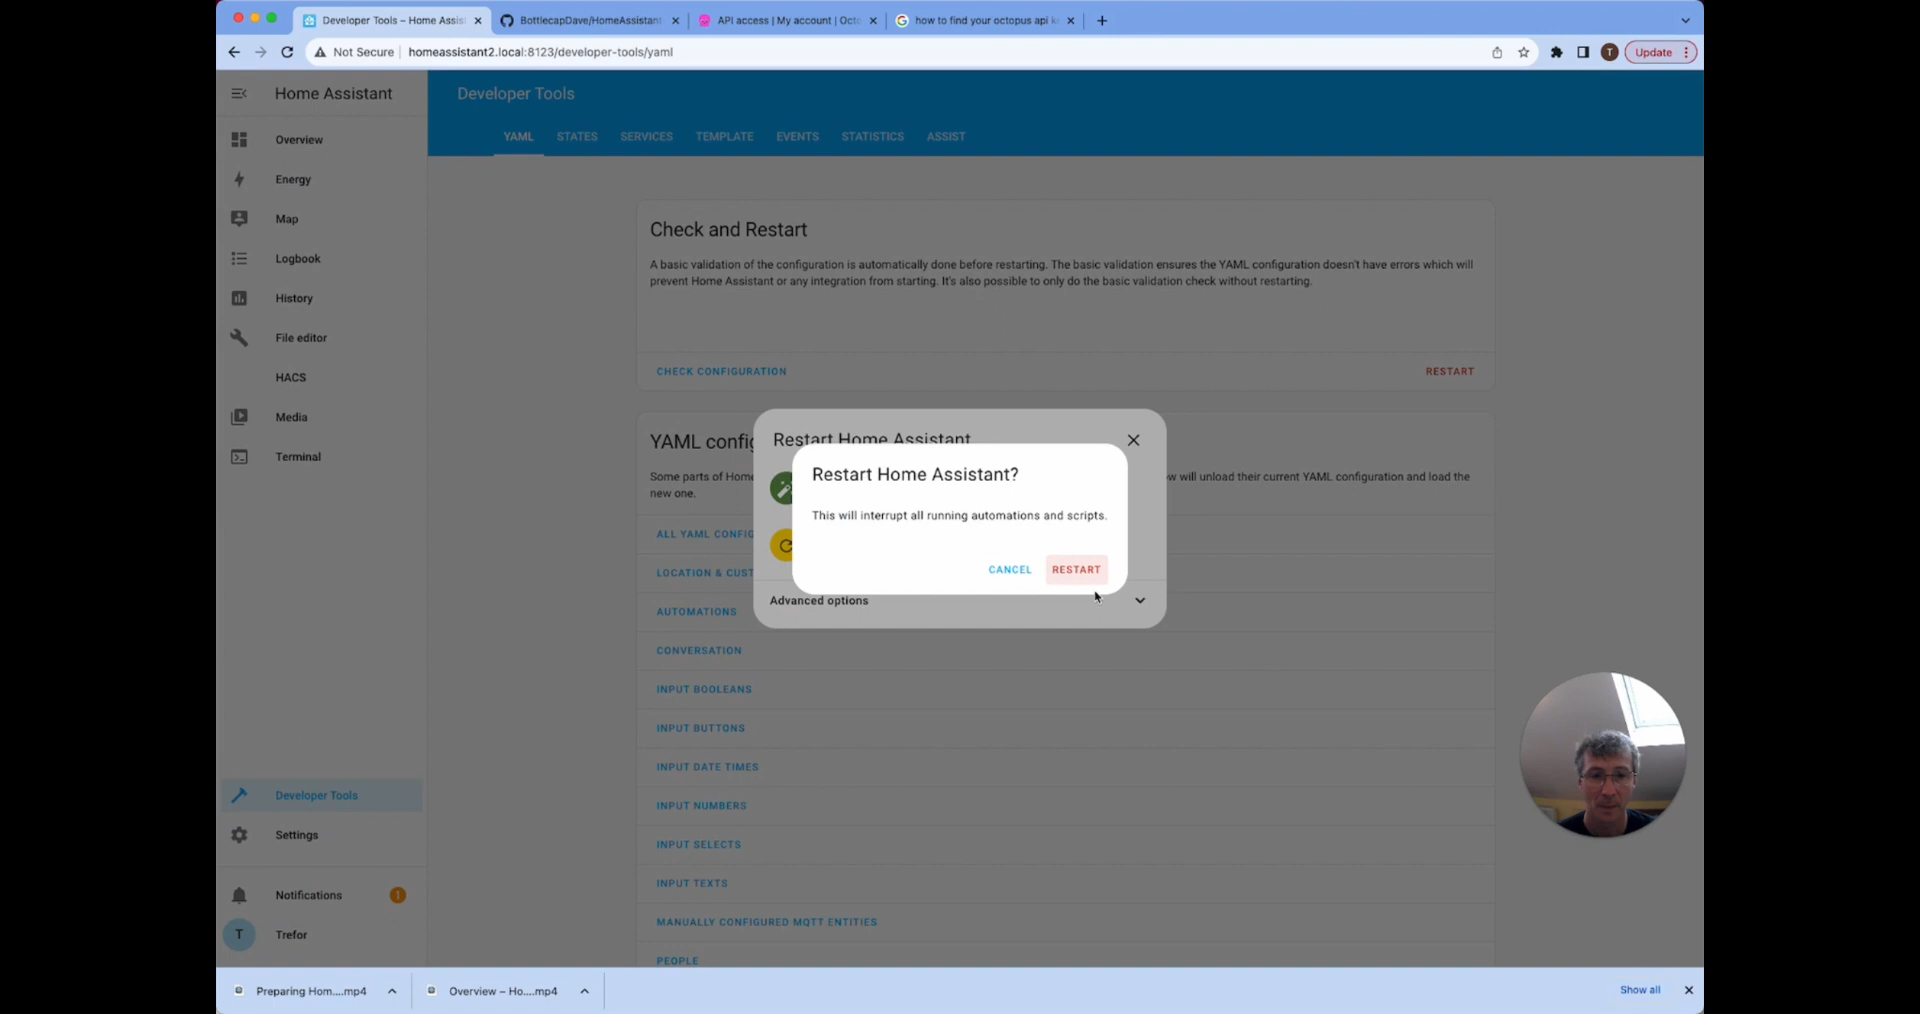 Developer Tools – Home Assis
BottlecapDave/HomeAssistant
API access | My account | Octo
how to find your octopus api k
Not Secure
homeassistant2.local:8123/developer-tools/yaml
T
Update
Home Assistant
Developer Tools
YAML
STATES
SERVICES
TEMPLATE
EVENTS
STATISTICS
ASSIST
Overview
Energy
Map
Logbook
History
File editor
HACS
Media
Terminal
Developer Tools
Settings
Notifications
1
T
Trefor
Check and Restart
A basic validation of the configuration is automatically done before restarting. The basic validation ensures the YAML configuration doesn't have errors which will
prevent Home Assistant or any integration from starting. It's also possible to only do the basic validation check without restarting.
CHECK CONFIGURATION
RESTART
YAML config
Some parts of Home
w will unload their current YAML configuration and load the
new one.
ALL YAML CONFIG
LOCATION & CUST
AUTOMATIONS
CONVERSATION
INPUT BOOLEANS
INPUT BUTTONS
INPUT DATE TIMES
INPUT NUMBERS
INPUT SELECTS
INPUT TEXTS
MANUALLY CONFIGURED MQTT ENTITIES
PEOPLE
Restart Home Assistant
Restart Home Assistant?
This will interrupt all running automations and scripts.
CANCEL
RESTART
Advanced options
Preparing Hom....mp4
Overview – Ho....mp4
Show all